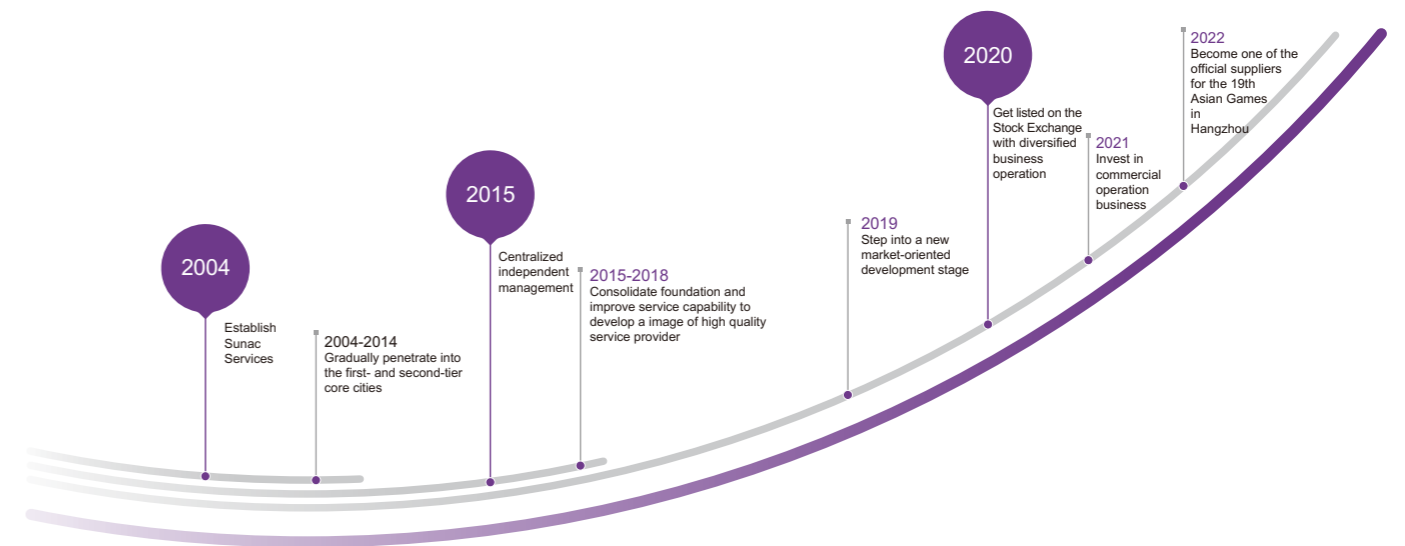 2004
Establish
Sunac
Services
2004-2014
Gradually penetrate into
the first- and second-tier
core cities
2015
Centralized
independent
management
2015-2018
Consolidate foundation and
improve service capability to
develop a image of high quality
service provider
2019
Step into a new
market-oriented
development stage
2020
Get listed on the
Stock Exchange
with diversified
business
operation
2021
Invest in
commercial
operation
business
2022
Become one of the
official suppliers
for the 19th
Asian Games
in
Hangzhou